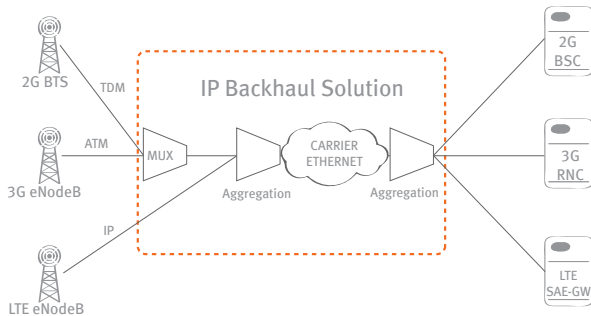 2G BTS
TDM
IP Backhaul Solution
2G
BSC
ATM
3G eNodeB
MUX
Aggregation
CARRIER
ETHERNET
Aggregation
3G
RNC
IP
LTE eNodeB
LTE
SAE-GW